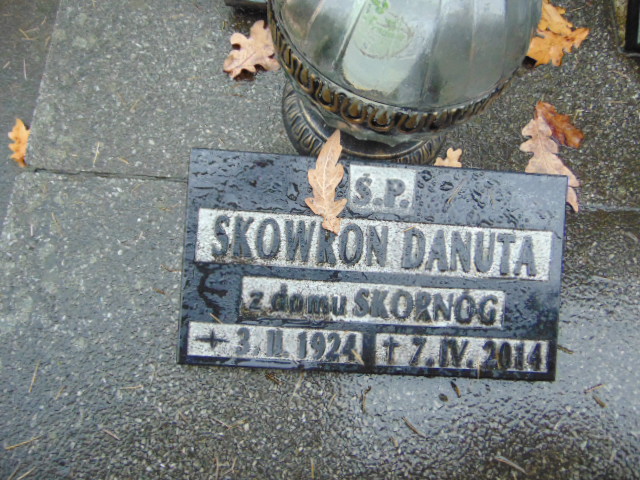 Ś.P.
SKOWRON DANUTA
z domu SKORNÓG
* 3.II.1924 † 7.IV.2014